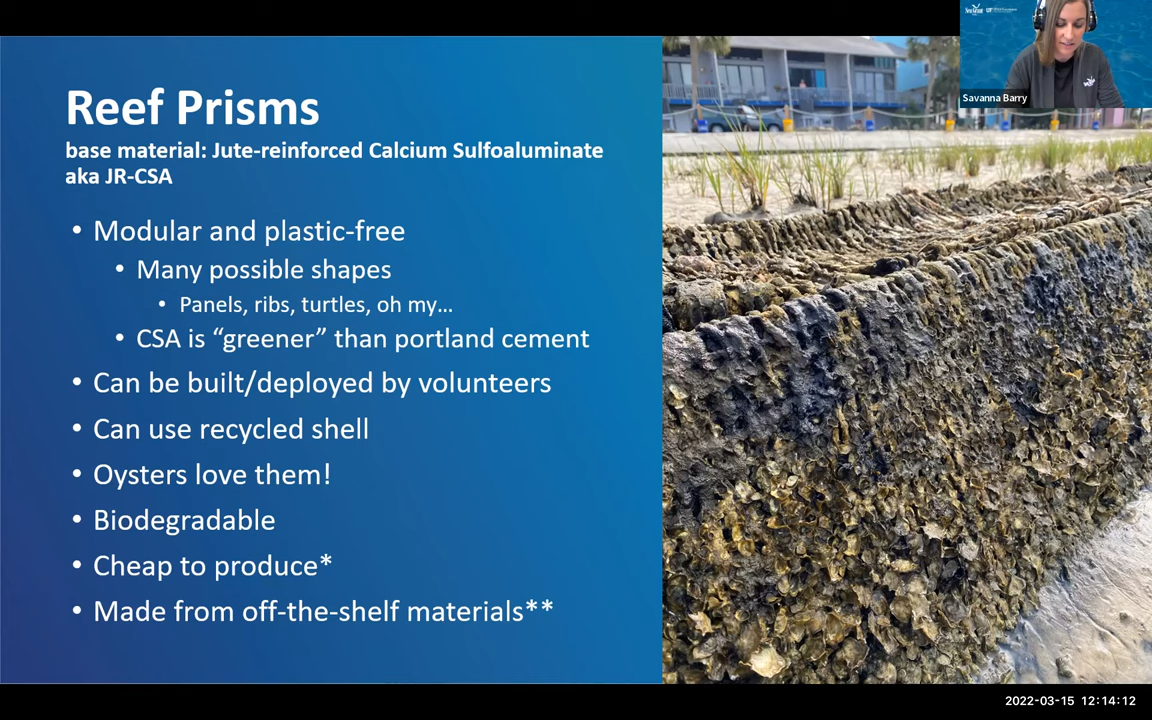 Reef Prisms
base material: Jute-reinforced Calcium Sulfoaluminate
aka JR-CSA
• Modular and plastic-free
• Many possible shapes
• Panels, ribs, turtles, oh my...
• CSA is “greener” than portland cement
• Can be built/deployed by volunteers
• Can use recycled shell
• Oysters love them!
• Biodegradable
• Cheap to produce*
• Made from off-the-shelf materials**
Savanna Barry
2022-03-15 12:14:12